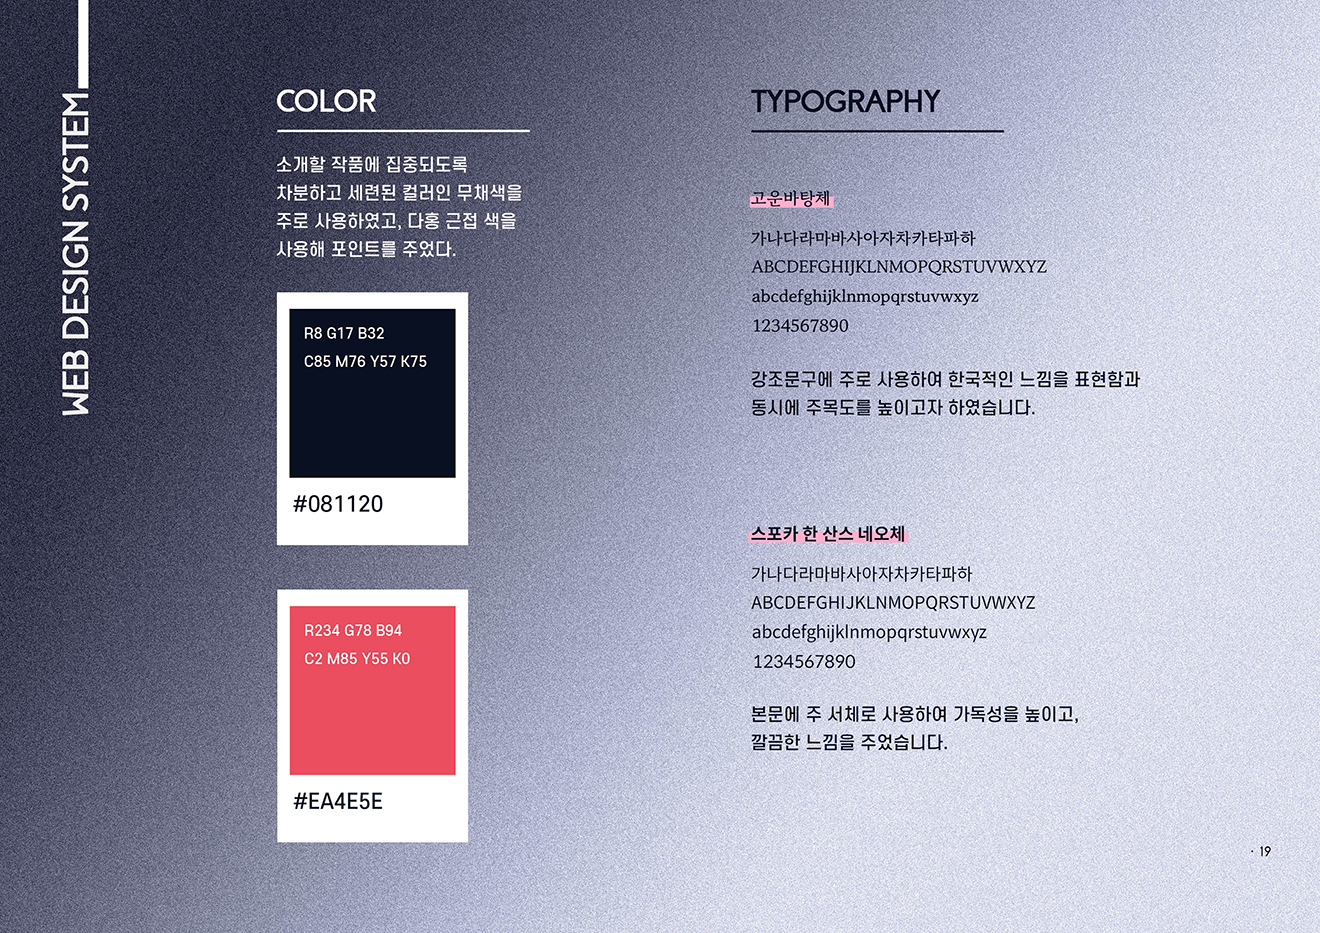 WEB DESIGN SYSTEM
COLOR
소개할 작품에 집중되도록
차분하고 세련된 컬러인 무채색을
주로 사용하였고, 다홍 근접 색을
사용해 포인트를 주었다.
R8 G17 B32
C85 M76 Y57 K75
#081120
R234 G78 B94
C2 M85 Y55 K0
#EA4E5E
TYPOGRAPHY
고운바탕체
가나다라마바사아자차카타파하
ABCDEFGHIJKLNMOPQRSTUVWXYZ
abcdefghijklnmopqrstuvwxyz
1234567890
강조문구에 주로 사용하여 한국적인 느낌을 표현함과
동시에 주목도를 높이고자 하였습니다.
스포카 한 산스 네오체
가나다라마바사아자차카타파하
ABCDEFGHIJKLNMOPQRSTUVWXYZ
abcdefghijklnmopqrstuvwxyz
1234567890
본문에 주 서체로 사용하여 가독성을 높이고,
깔끔한 느낌을 주었습니다.
· 19